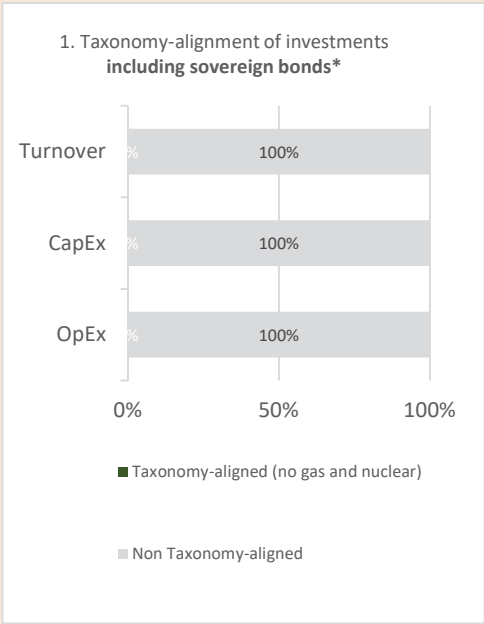 1. Taxonomy-alignment of investments
including sovereign bonds*
Turnover
% 100%
CapEx
% 100%
OpEx
% 100%
0% 50% 100%
Taxonomy-aligned (no gas and nuclear)
Non Taxonomy-aligned